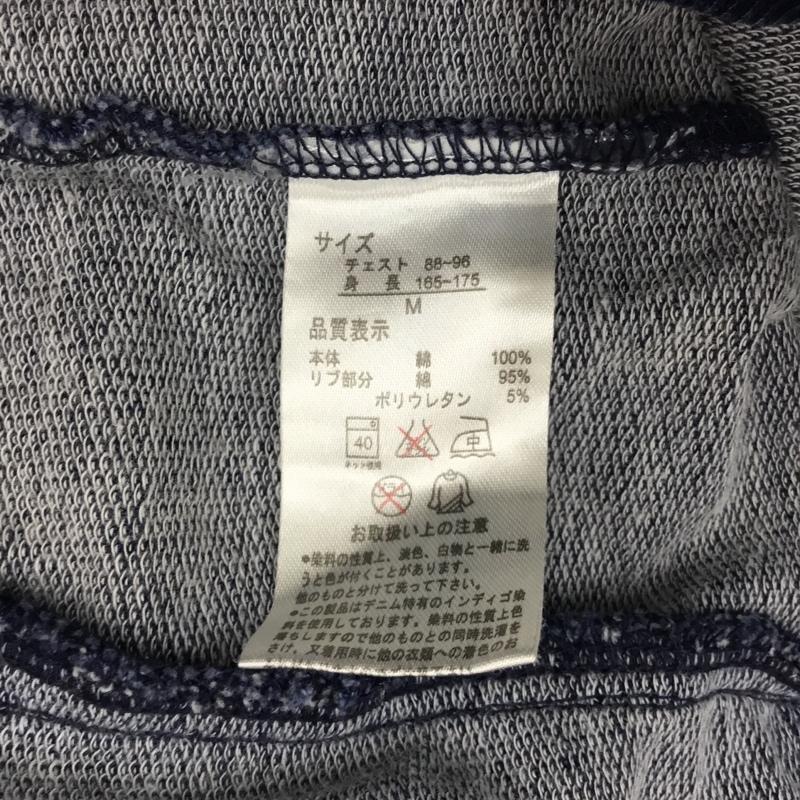 サイズ
チェスト 88~96
身長 165~175
M
品質表示
本体 綿 100%
リブ部分 綿 95%
ポリウレタン 5%
40 中
ネット使用
お取扱い上の注意
●染料の性質上、淡色、白物と一緒に洗
うと色が付くことがあります。
他のものと分けて洗って下さい。
●この製品はデニム特有のインディゴ染
料を使用しております。染料の性質上色
落ちしますので他のものとの同時洗濯を
さけ、又着用時に他の衣類への着色のお